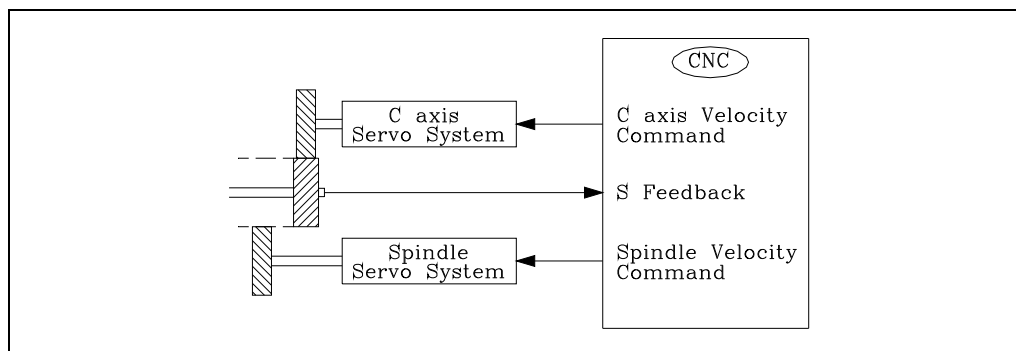 CNC
C axis
Servo System
C axis Velocity
Command
S Feedback
Spindle
Servo System
Spindle Velocity
Command